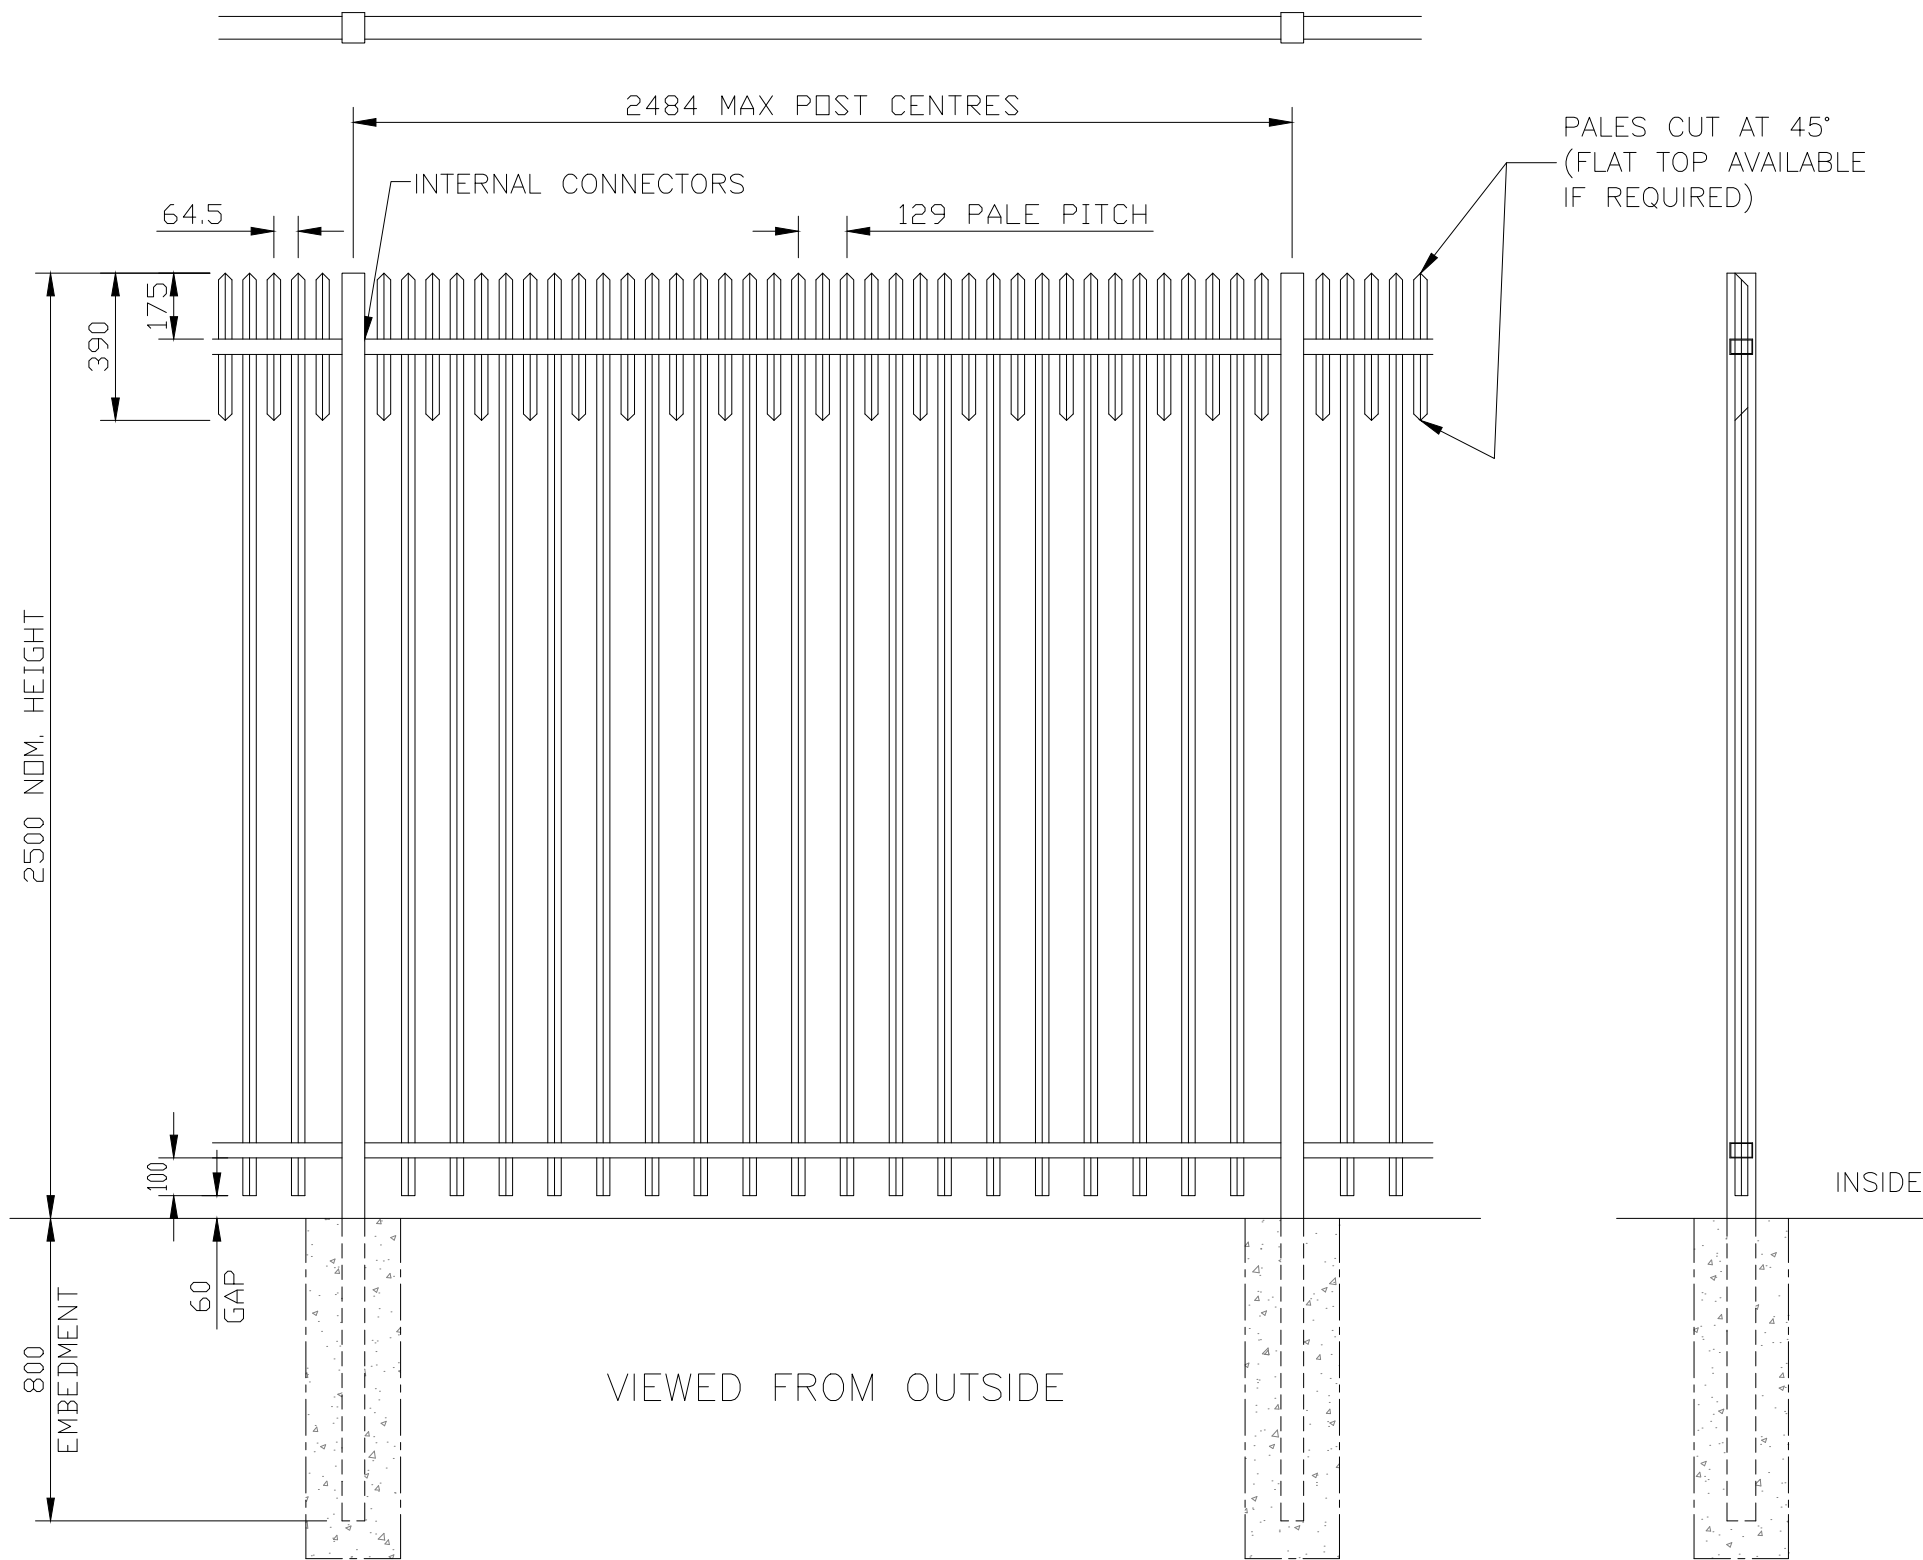 2484 MAX POST CENTRES
PALES CUT AT 45°
(FLAT TOP AVAILABLE
IF REQUIRED)
INTERNAL CONNECTORS
64.5
129 PALE PITCH
175
390
2500 NOM. HEIGHT
100
INSIDE
60
GAP
800
EMBEDMENT
VIEWED FROM OUTSIDE